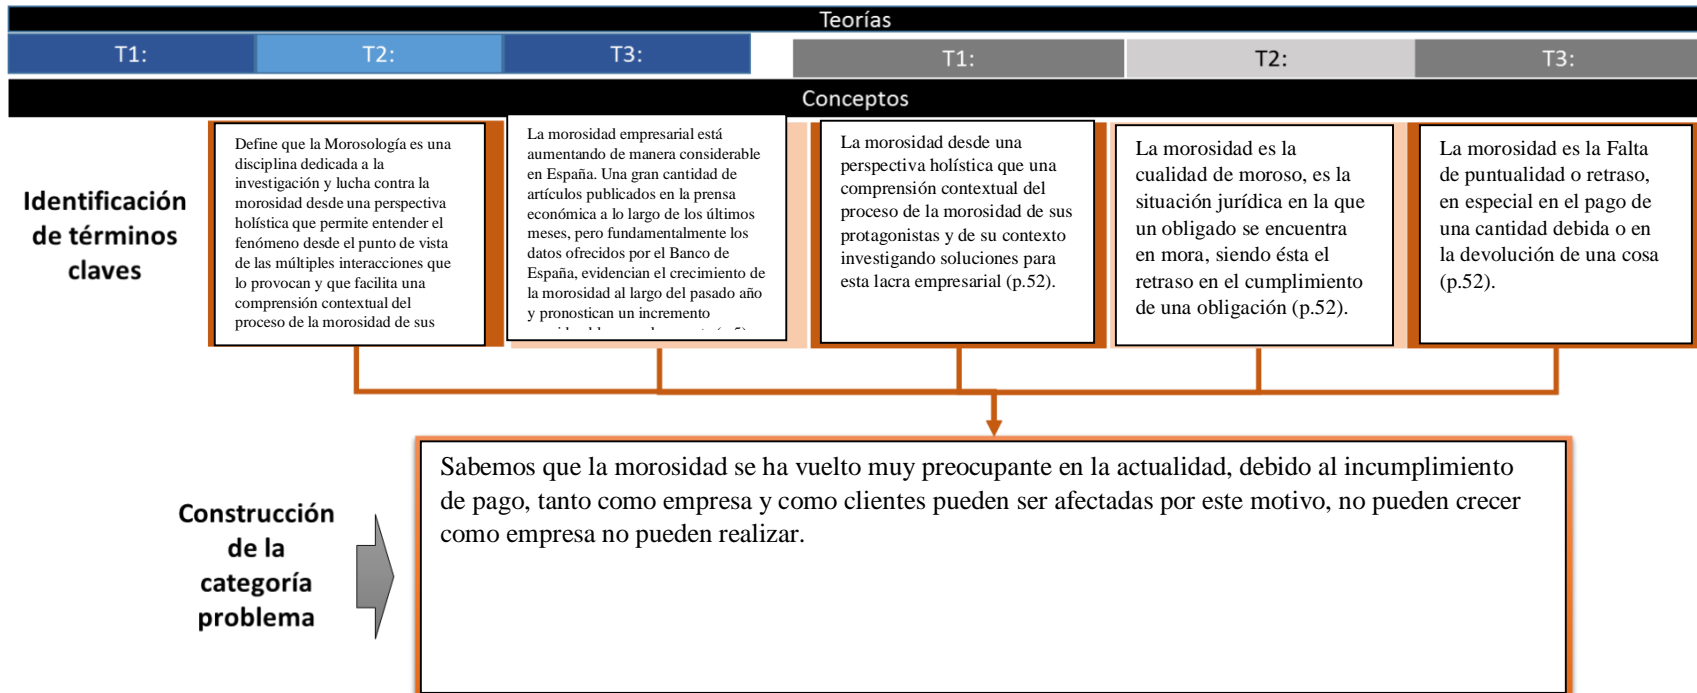 Teorías
T1:
T2:
T3:
T1:
T2:
T3:
Conceptos
Identificación
de términos
claves
Define que la Morosología es una
disciplina dedicada a la
investigación y lucha contra la
morosidad desde una perspectiva
holística que permite entender el
fenómeno desde el punto de vista
de las múltiples interacciones que
lo provocan y que facilita una
comprensión contextual del
proceso de la morosidad de sus
La morosidad empresarial está
aumentando de manera considerable
en España. Una gran cantidad de
artículos publicados en la prensa
económica a lo largo de los últimos
meses, pero fundamentalmente los
datos ofrecidos por el Banco de
España, evidencian el crecimiento de
la morosidad al largo del pasado año
y pronostican un incremento
La morosidad desde una
perspectiva holística que una
comprensión contextual del
proceso de la morosidad de sus
protagonistas y de su contexto
investigando soluciones para
esta lacra empresarial (p.52).
La morosidad es la
cualidad de moroso, es la
situación jurídica en la que
un obligado se encuentra
en mora, siendo ésta el
retraso en el cumplimiento
de una obligación (p.52).
La morosidad es la Falta
de puntualidad o retraso,
en especial en el pago de
una cantidad debida o en
la devolución de una cosa
(p.52).
Construcción
de la
categoría
problema
Sabemos que la morosidad se ha vuelto muy preocupante en la actualidad, debido al incumplimiento
de pago, tanto como empresa y como clientes pueden ser afectadas por este motivo, no pueden crecer
como empresa no pueden realizar.